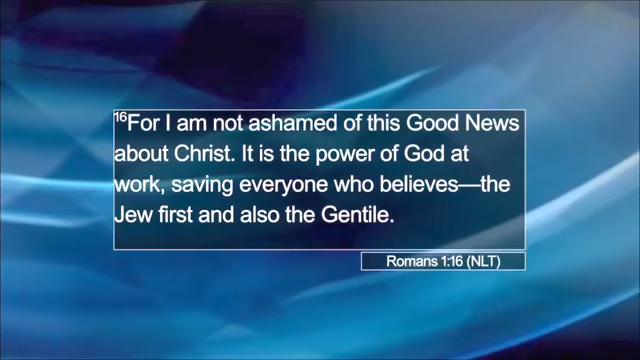 ¹⁶For I am not ashamed of this Good News
about Christ. It is the power of God at
work, saving everyone who believes—the
Jew first and also the Gentile.
Romans 1:16 (NLT)